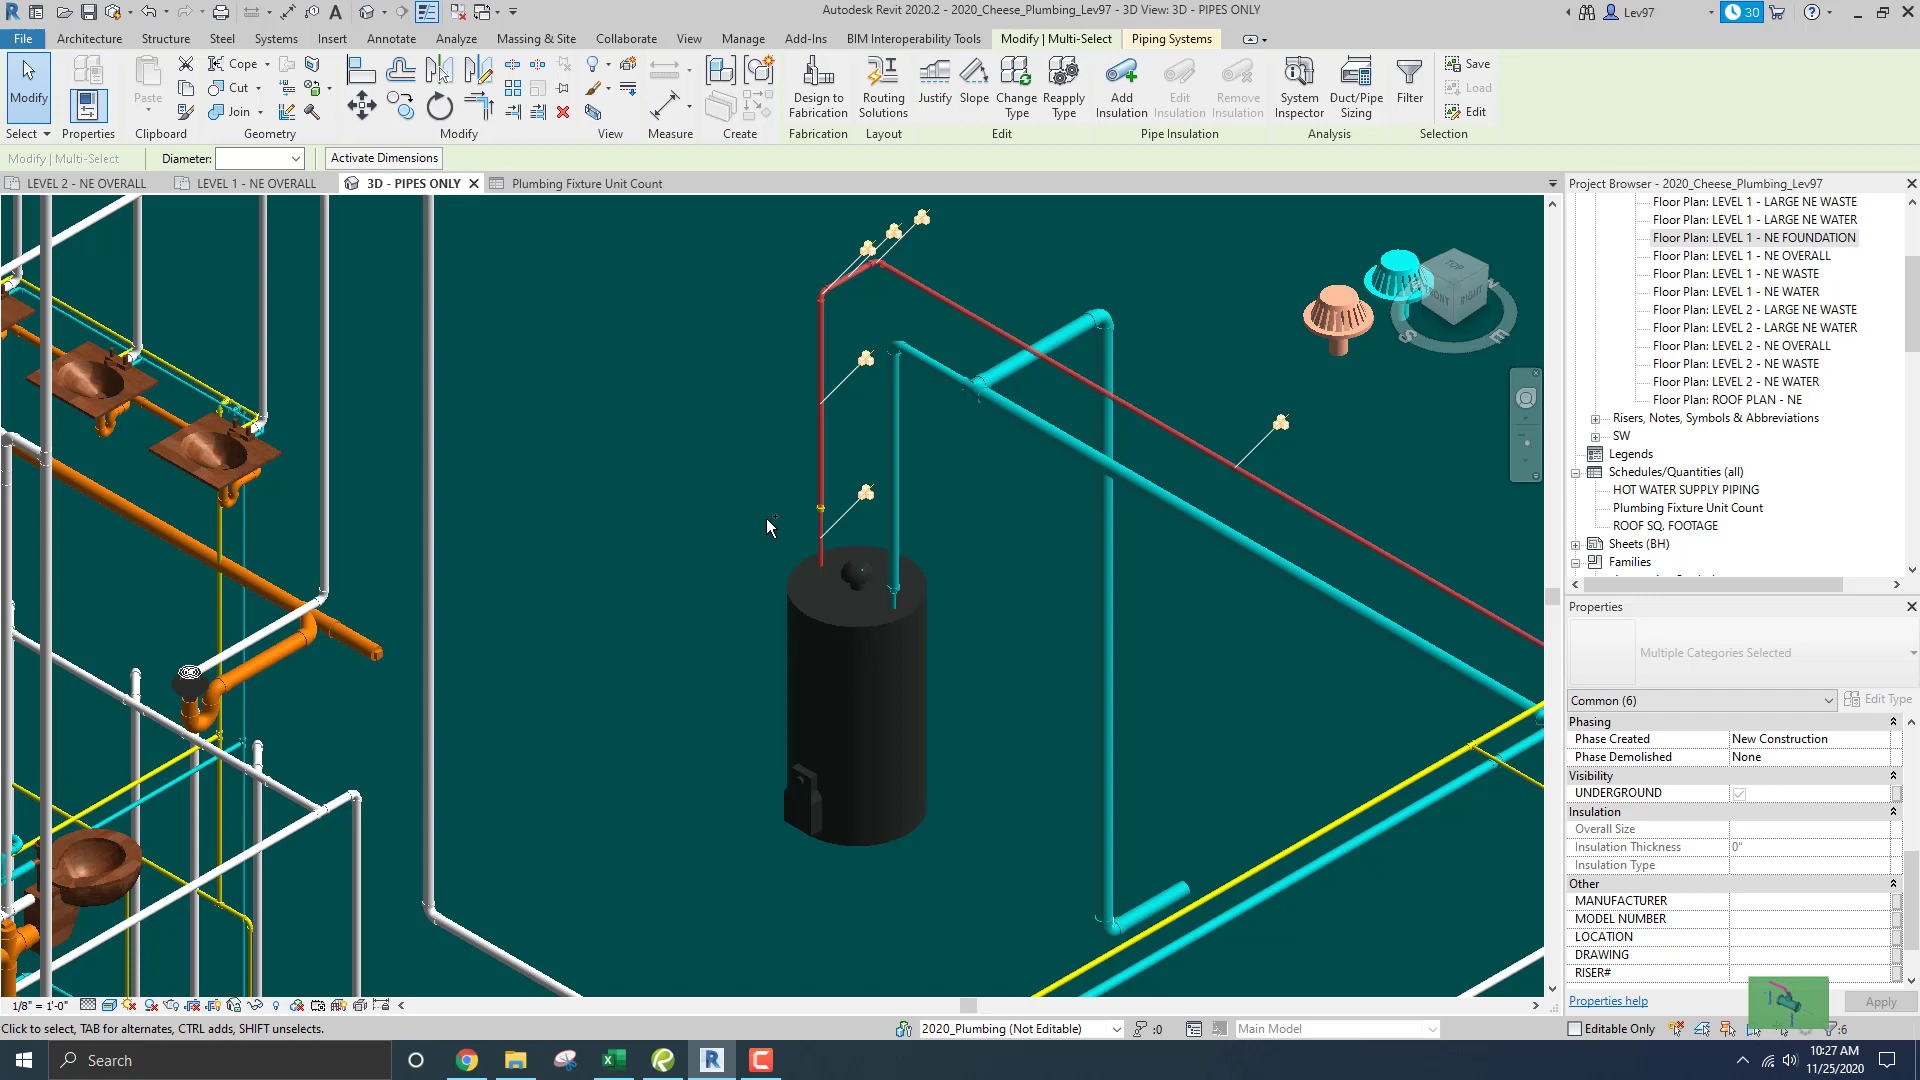 Autodesk Revit 2020.2 - 2020_Cheese_Plumbing_Lev97 - 3D View: 3D - PIPES ONLY
Lev97
30
File Architecture Structure Steel Systems Insert Annotate Analyze Massing & Site Collaborate View Manage Add-Ins BIM Interoperability Tools Modify | Multi-Select Piping Systems
Modify
Paste
Cope
Cut
Join
Design to Fabrication
Routing Solutions
Justify
Slope
Change Type
Reapply Type
Add Insulation
Edit Insulation
Remove Insulation
System Inspector
Duct/Pipe Sizing
Filter
Save
Load
Edit
Select Properties Clipboard Geometry Modify View Measure Create Fabrication Layout Edit Pipe Insulation Analysis Selection
Modify | Multi-Select Diameter: Activate Dimensions
LEVEL 2 - NE OVERALL LEVEL 1 - NE OVERALL 3D - PIPES ONLY Plumbing Fixture Unit Count
TOP
FRONT
RIGHT
N
S
E
Project Browser - 2020_Cheese_Plumbing_Lev97
Floor Plan: LEVEL 1 - LARGE NE WASTE
Floor Plan: LEVEL 1 - LARGE NE WATER
Floor Plan: LEVEL 1 - NE FOUNDATION
Floor Plan: LEVEL 1 - NE OVERALL
Floor Plan: LEVEL 1 - NE WASTE
Floor Plan: LEVEL 1 - NE WATER
Floor Plan: LEVEL 2 - LARGE NE WASTE
Floor Plan: LEVEL 2 - LARGE NE WATER
Floor Plan: LEVEL 2 - NE OVERALL
Floor Plan: LEVEL 2 - NE WASTE
Floor Plan: LEVEL 2 - NE WATER
Floor Plan: ROOF PLAN - NE
Risers, Notes, Symbols & Abbreviations
SW
Legends
Schedules/Quantities (all)
HOT WATER SUPPLY PIPING
Plumbing Fixture Unit Count
ROOF SQ. FOOTAGE
Sheets (BH)
Families
Properties
Multiple Categories Selected
Common (6) Edit Type
Phasing
Phase Created New Construction
Phase Demolished None
Visibility
UNDERGROUND
Insulation
Overall Size
Insulation Thickness 0"
Insulation Type
Other
MANUFACTURER
MODEL NUMBER
LOCATION
DRAWING
RISER#
Properties help Apply
1/8" = 1'-0"
Click to select, TAB for alternates, CTRL adds, SHIFT unselects.
2020_Plumbing (Not Editable) :0 Main Model
Editable Only :6
Search
10:27 AM
11/25/2020